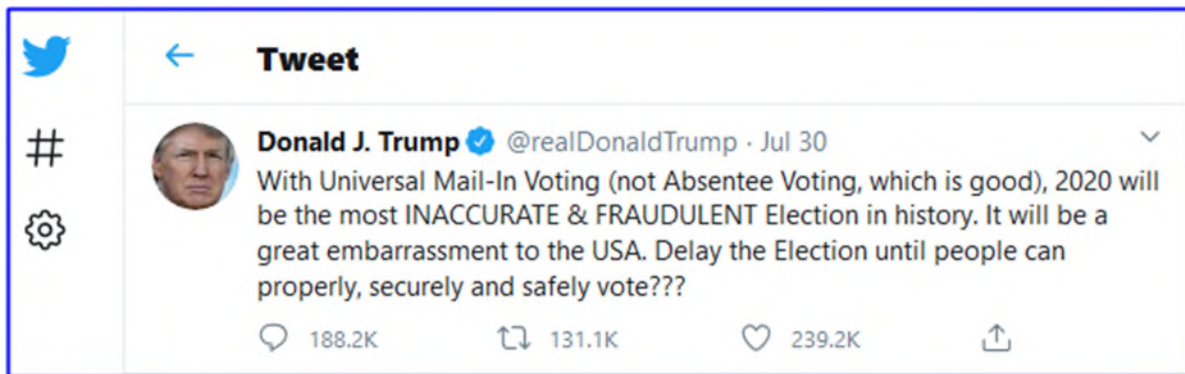 Tweet
Donald J. Trump @realDonaldTrump · Jul 30
With Universal Mail-In Voting (not Absentee Voting, which is good), 2020 will
be the most INACCURATE & FRAUDULENT Election in history. It will be a
great embarrassment to the USA. Delay the Election until people can
properly, securely and safely vote???
188.2K 131.1K 239.2K